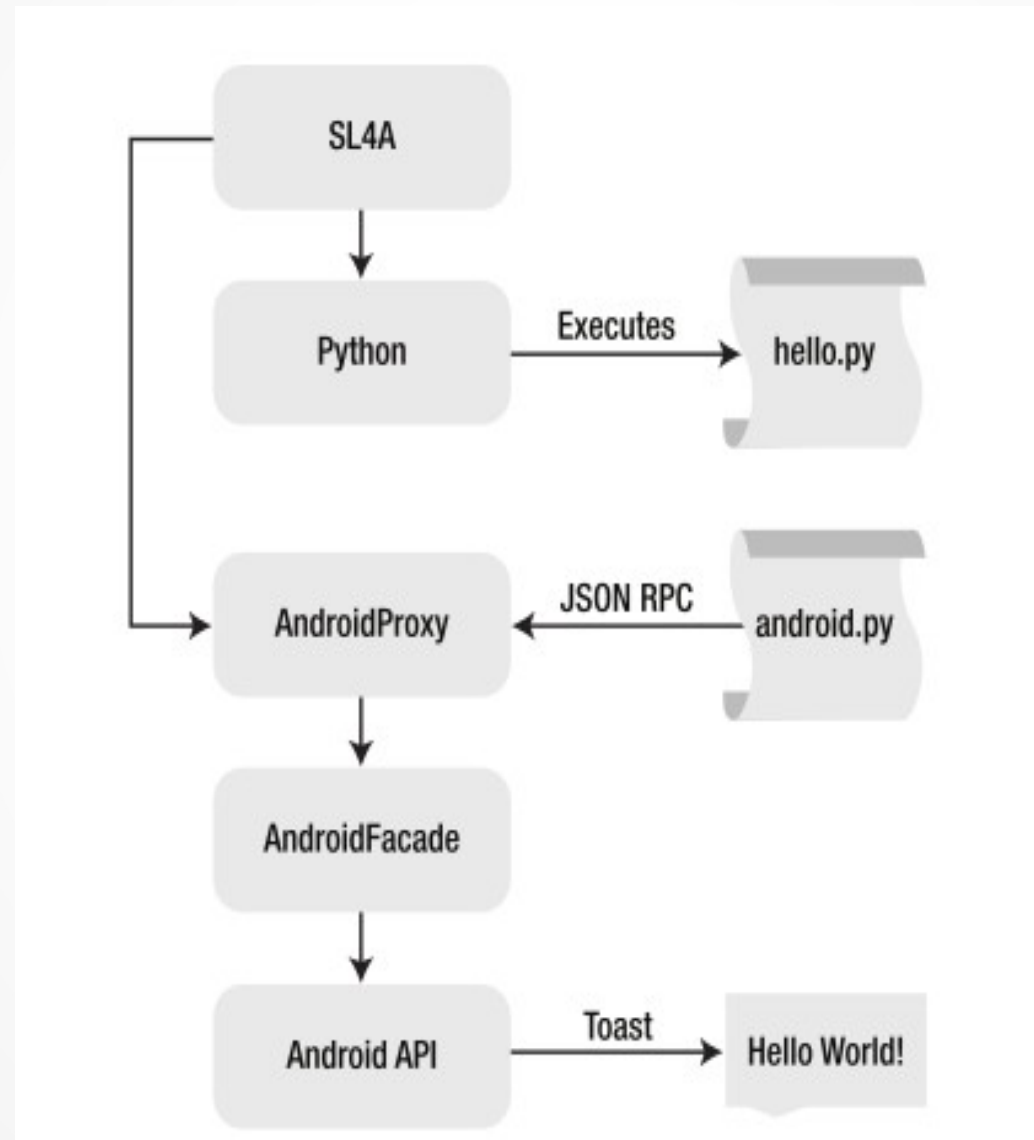 SL4A
Python
Executes
hello.py
AndroidProxy
JSON RPC
android.py
AndroidFacade
Android API
Toast
Hello World!